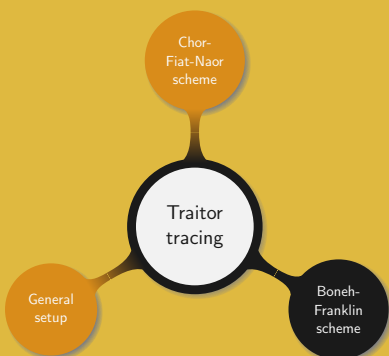 Chor-
Fiat-Naor
scheme
Traitor
tracing
General
setup
Boneh-
Franklin
scheme